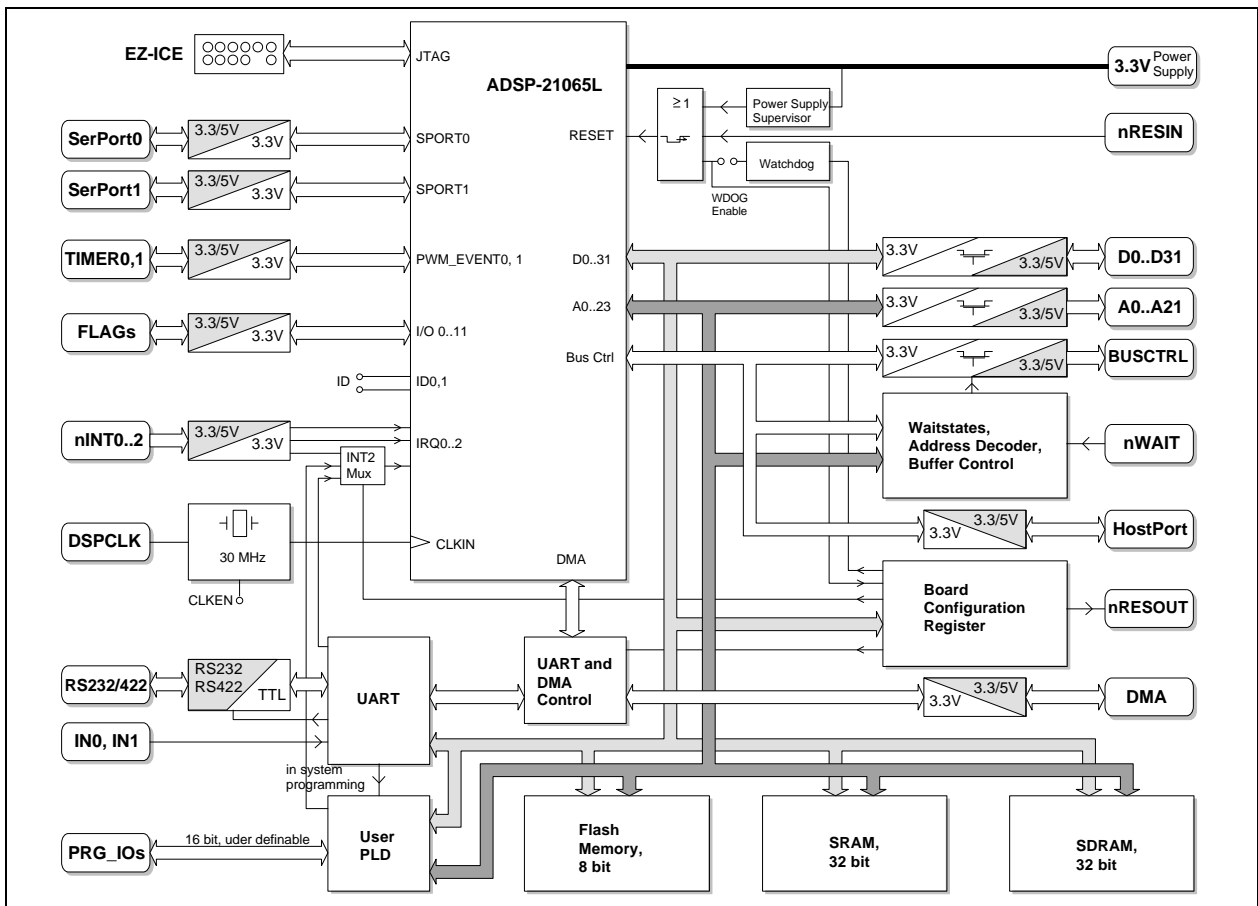 EZ-ICE
JTAG
ADSP-21065L
3.3V Power Supply
≥1
Power Supply
Supervisor
RESET
nRESIN
SerPort0
3.3/5V
3.3V
SPORT0
Watchdog
WDOG
Enable
SerPort1
3.3/5V
3.3V
SPORT1
TIMER0,1
3.3/5V
3.3V
PWM_EVENT0, 1
D0..31
3.3V
3.3/5V
D0..D31
A0..23
3.3V
3.3/5V
A0..A21
FLAGs
3.3/5V
3.3V
I/O 0..11
Bus Ctrl
3.3V
3.3/5V
BUSCTRL
ID
ID0,1
nINT0..2
3.3/5V
3.3V
IRQ0..2
INT2
Mux
Waitstates,
Address Decoder,
Buffer Control
nWAIT
DSPCLK
30 MHz
CLKIN
CLKEN
DMA
3.3/5V
3.3V
HostPort
Board
Configuration
Register
nRESOUT
RS232/422
RS232
RS422
TTL
UART
UART and
DMA
Control
3.3/5V
3.3V
DMA
IN0, IN1
in system
programming
PRG_IOs
16 bit, uder definable
User
PLD
Flash
Memory,
8 bit
SRAM,
32 bit
SDRAM,
32 bit